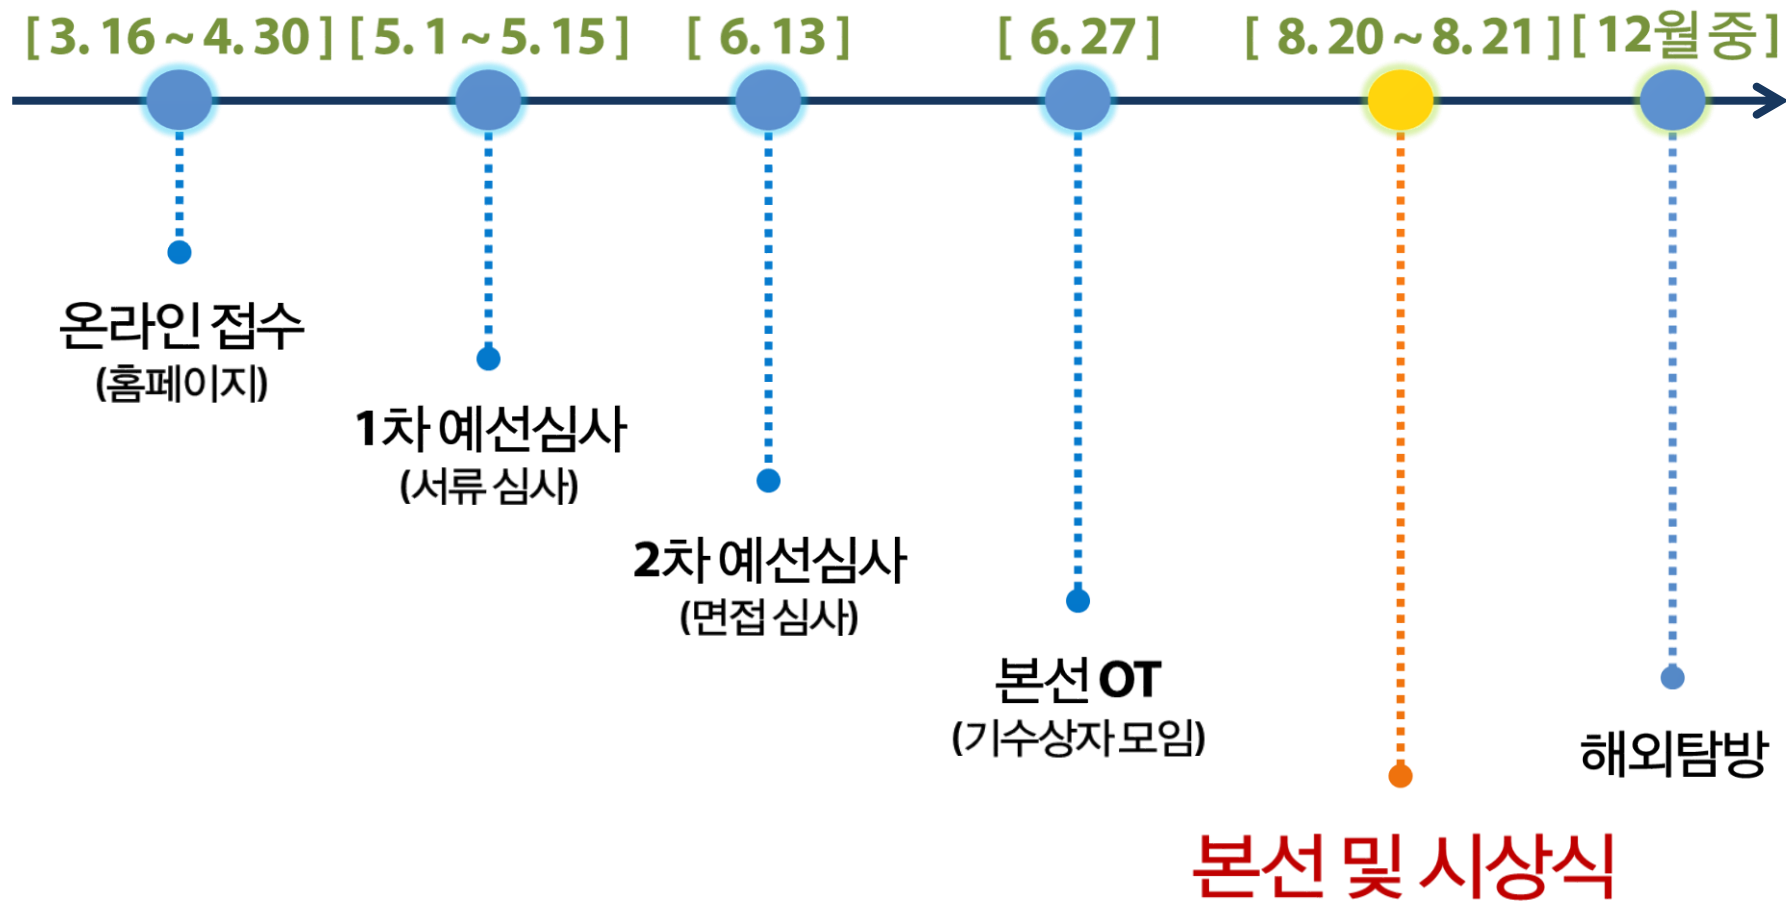 [ 3. 16 ~ 4. 30 ] [ 5. 1 ~ 5. 15 ] [ 6. 13 ] [ 6. 27 ] [ 8. 20 ~ 8. 21 ] [ 12월 중 ]
온라인 접수
(홈페이지)
1차 예선심사
(서류 심사)
2차 예선심사
(면접 심사)
본선 OT
(기수상자 모임)
본선 및 시상식
해외탐방